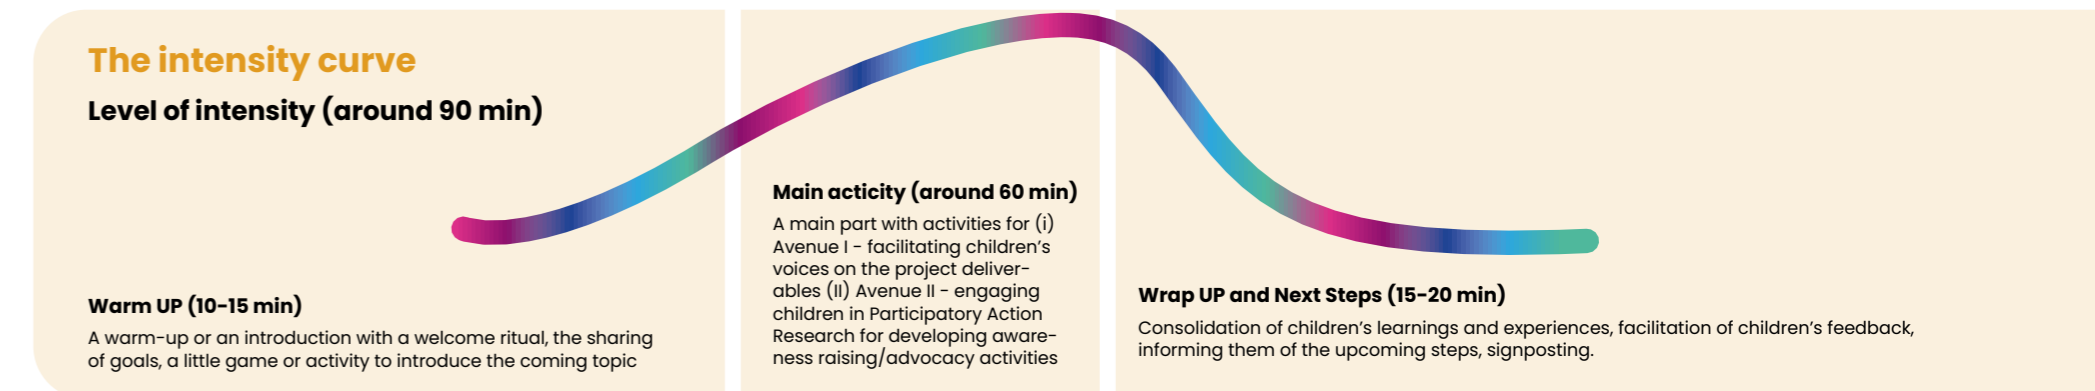 The intensity curve
Level of intensity (around 90 min)
Warm UP (10-15 min)
A warm-up or an introduction with a welcome ritual, the sharing
of goals, a little game or activity to introduce the coming topic
Main acticity (around 60 min)
A main part with activities for (i)
Avenue I - facilitating children's
voices on the project deliver-
ables (II) Avenue II - engaging
children in Participatory Action
Research for developing aware-
ness raising/advocacy activities
Wrap UP and Next Steps (15-20 min)
Consolidation of children's learnings and experiences, facilitation of children's feedback,
informing them of the upcoming steps, signposting.